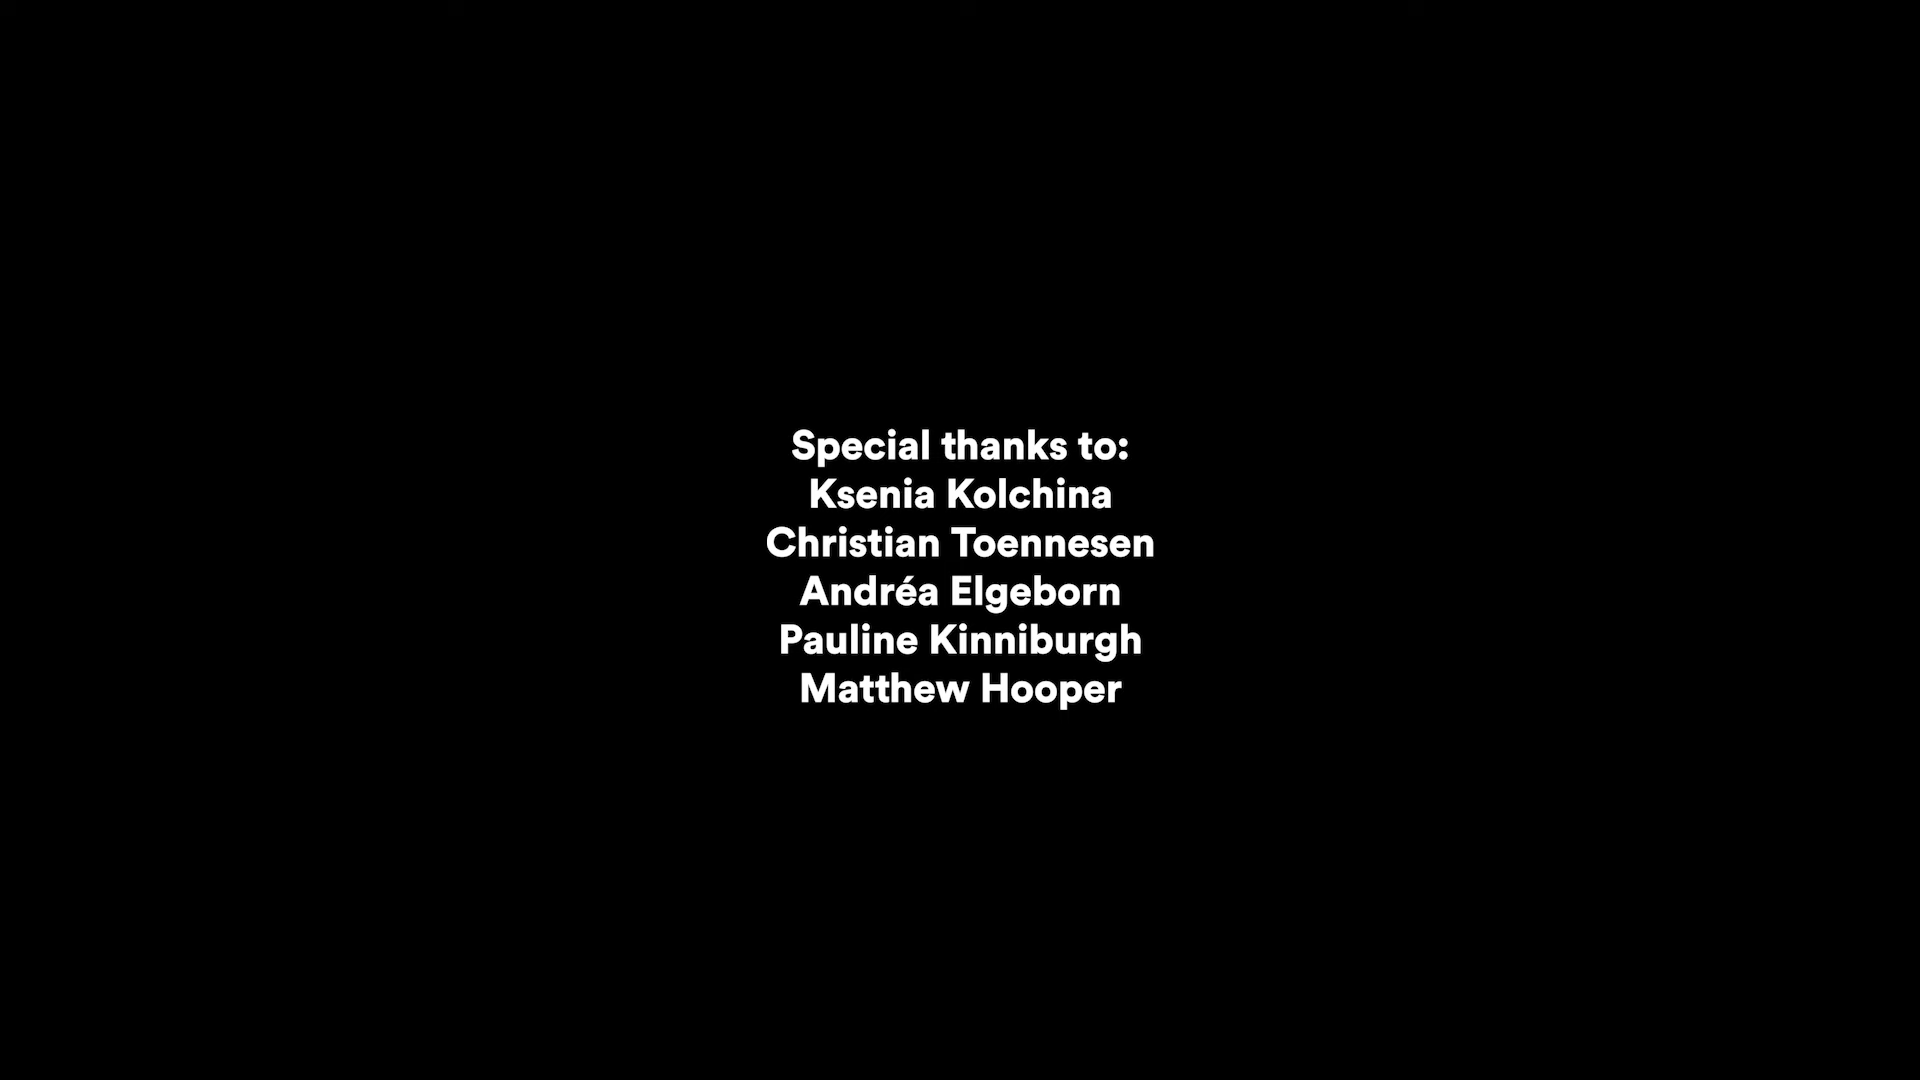 Special thanks to:
Ksenia Kolchina
Christian Toennesen
Andréa Elgeborn
Pauline Kinniburgh
Matthew Hooper